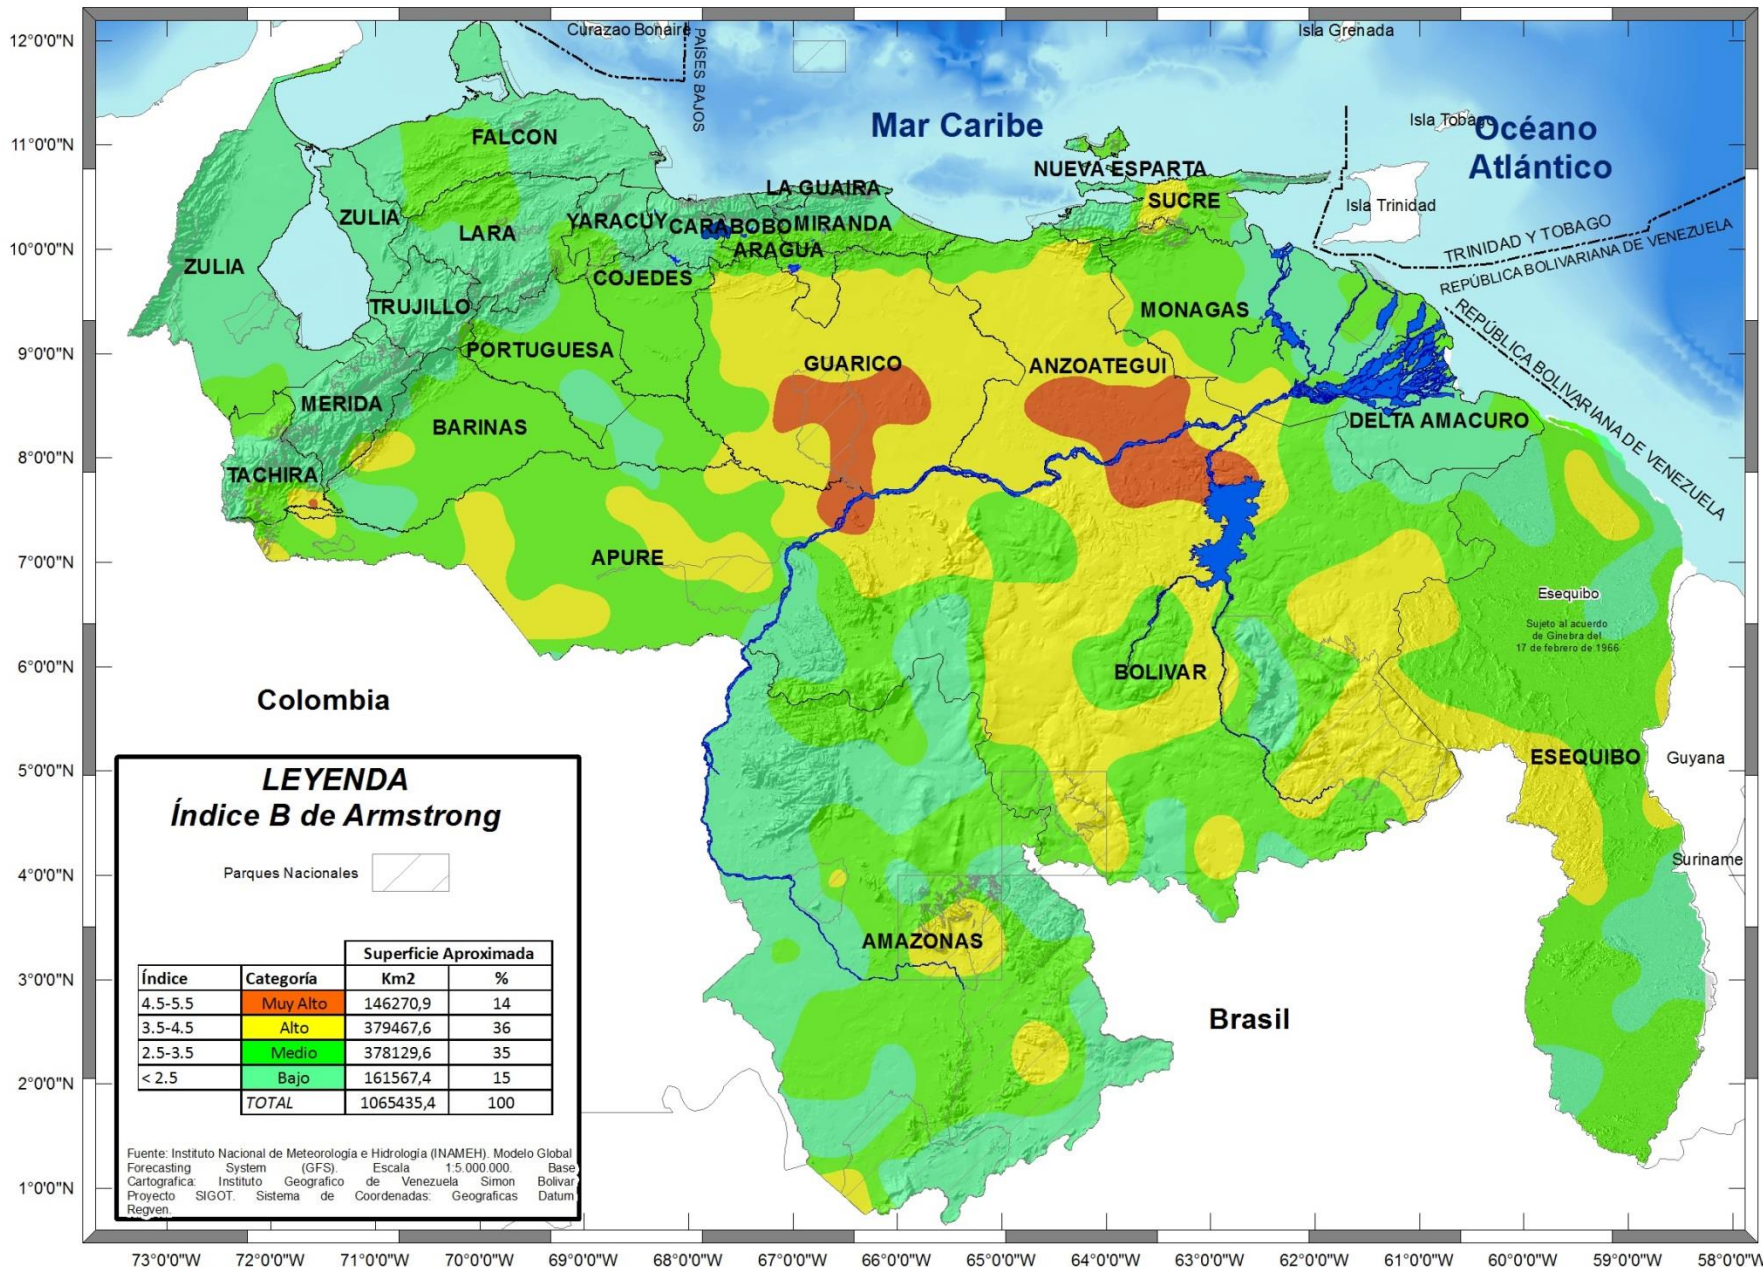 12°0'0"N
11°0'0"N
10°0'0"N
9°0'0"N
8°0'0"N
7°0'0"N
6°0'0"N
5°0'0"N
4°0'0"N
3°0'0"N
2°0'0"N
1°0'0"N
Curazao Bonaire
PAÍSES BAJOS
Isla Grenada
Mar Caribe
Isla Tobago
Océano
Atlántico
Isla Trinidad
TRINIDAD Y TOBAGO
REPÚBLICA BOLIVARIANA DE VENEZUELA
REPÚBLICA BOLIVARIANA DE VENEZUELA
FALCON
NUEVA ESPARTA
LA GUAIRA
SUCRE
ZULIA
LARA
YARACUY
CARABOBO
MIRANDA
ARAGUA
ZULIA
COJEDES
TRUJILLO
MONAGAS
PORTUGUESA
GUARICO
ANZOATEGUI
MERIDA
BARINAS
DELTA AMACURO
TACHIRA
APURE
Esequibo
Sujeto al acuerdo
de Ginebra del
17 de febrero de 1966
BOLIVAR
Colombia
ESEQUIBO
Guyana
Suriname
AMAZONAS
Brasil
LEYENDA
Índice B de Armstrong
Parques Nacionales
Superficie Aproximada
Índice Categoría Km2 %
4.5-5.5 Muy Alto 146270,9 14
3.5-4.5 Alto 379467,6 36
2.5-3.5 Medio 378129,6 35
< 2.5 Bajo 161567,4 15
TOTAL 1065435,4 100
Fuente: Instituto Nacional de Meteorología e Hidrología (INAMEH). Modelo Global
Forecasting System (GFS). Escala 1:5.000.000. Base
Cartografica: Instituto Geografico de Venezuela Simon Bolivar
Proyecto SIGOT. Sistema de Coordenadas: Geograficas Datum
Regven.
73°0'0"W 72°0'0"W 71°0'0"W 70°0'0"W 69°0'0"W 68°0'0"W 67°0'0"W 66°0'0"W 65°0'0"W 64°0'0"W 63°0'0"W 62°0'0"W 61°0'0"W 60°0'0"W 59°0'0"W 58°0'0"W